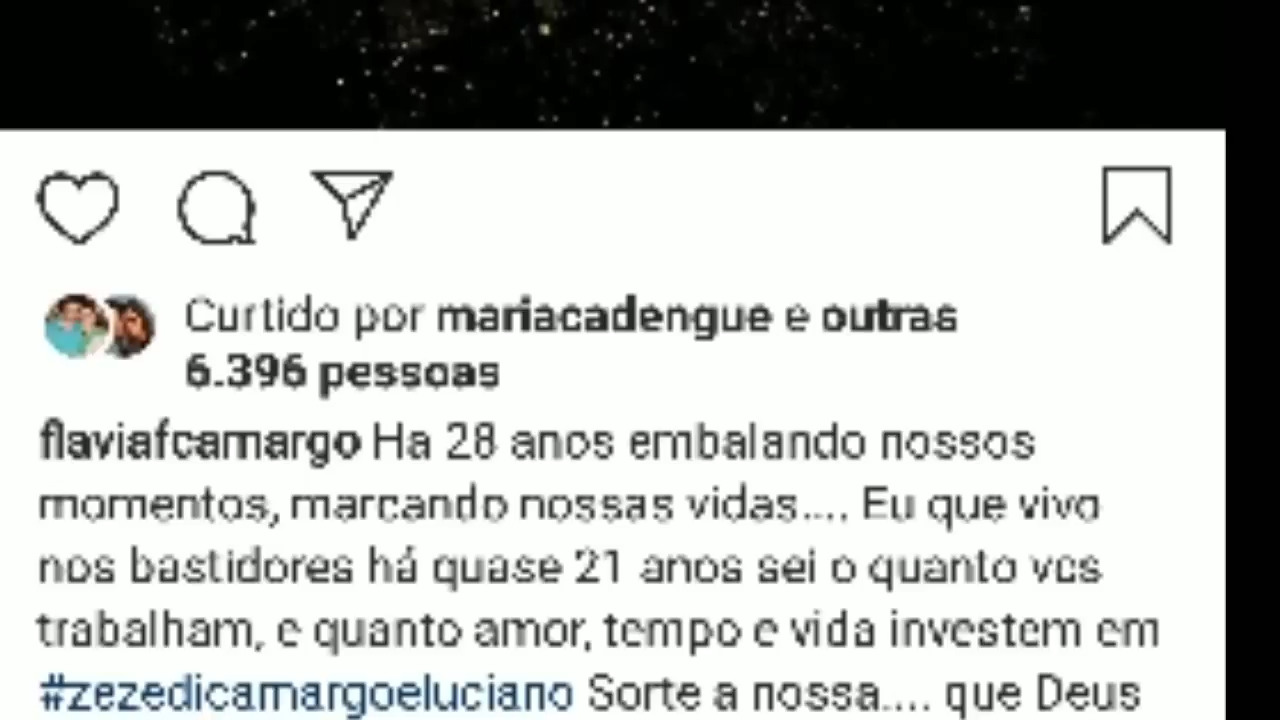 Curtido por mariacadengue e outras
6.396 pessoas
flaviafcamargo Ha 28 anos embalando nossos
momentos, marcando nossas vidas.... Eu que vivo
nos bastidores há quase 21 anos sei o quanto vcs
trabalham, e quanto amor, tempo e vida investem em
#zezedicamargoeluciano Sorte a nossa.... que Deus